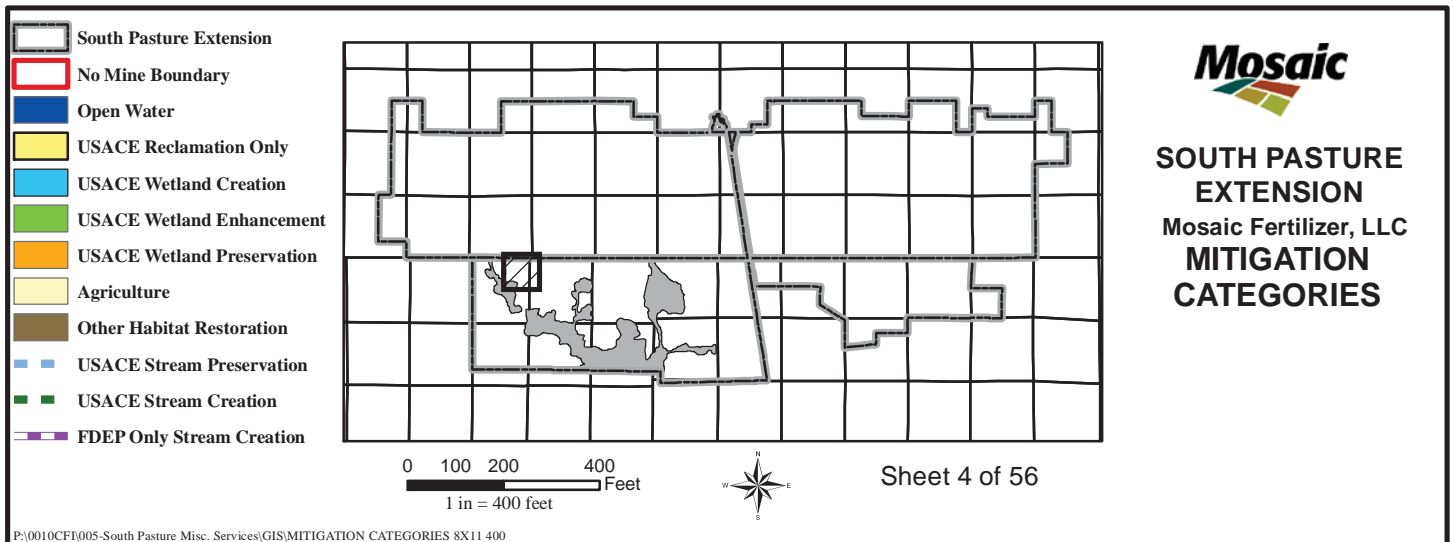 South Pasture Extension
No Mine Boundary
Open Water
USACE Reclamation Only
USACE Wetland Creation
USACE Wetland Enhancement
USACE Wetland Preservation
Agriculture
Other Habitat Restoration
USACE Stream Preservation
USACE Stream Creation
FDEP Only Stream Creation
0 100 200 400
Feet
1 in = 400 feet
N
W E
S
Sheet 4 of 56
Mosaic
SOUTH PASTURE
EXTENSION
Mosaic Fertilizer, LLC
MITIGATION
CATEGORIES
P:\0010CFI\005-South Pasture Misc. Services\GIS\MITIGATION CATEGORIES 8X11 400